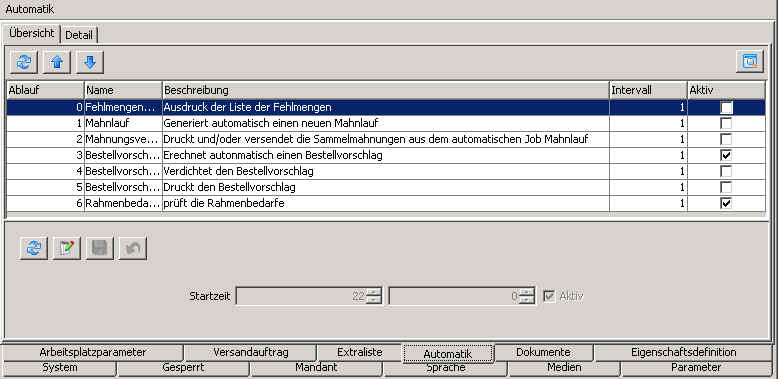 Automatik
Übersicht Detail
Ablauf Name Beschreibung Intervall Aktiv
0 Fehlmengen... Ausdruck der Liste der Fehlmengen 1
1 Mahnlauf Generiert automatisch einen neuen Mahnlauf 1
2 Mahnungsve... Druckt und/oder versendet die Sammelmahnungen aus dem automatischen Job Mahnlauf 1
3 Bestellvorsch... Erechnet autonmatisch einen Bestellvorschlag 1
4 Bestellvorsch... Verdichtet den Bestellvorschlag 1
5 Bestellvorsch... Druckt den Bestellvorschlag 1
6 Rahmenbeda... prüft die Rahmenbedarfe 1
Startzeit 22 0 Aktiv
Arbeitsplatzparameter Versandauftrag Extraliste Automatik Dokumente Eigenschaftsdefinition
System Gesperrt Mandant Sprache Medien Parameter